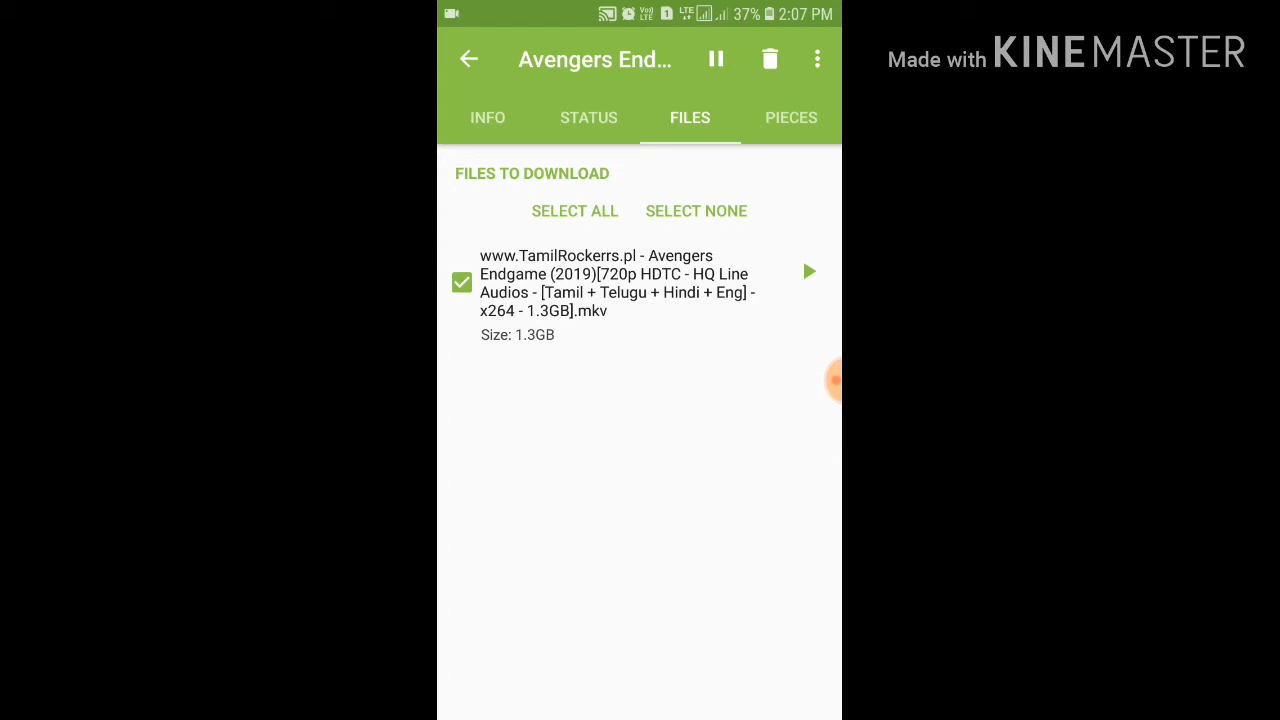 37% 2:07 PM
Made with KINEMASTER
Avengers End...
INFO STATUS FILES PIECES
FILES TO DOWNLOAD
SELECT ALL SELECT NONE
www.TamilRockerrs.pl - Avengers
Endgame (2019)[720p HDTC - HQ Line
Audios - [Tamil + Telugu + Hindi + Eng] -
x264 - 1.3GB].mkv
Size: 1.3GB